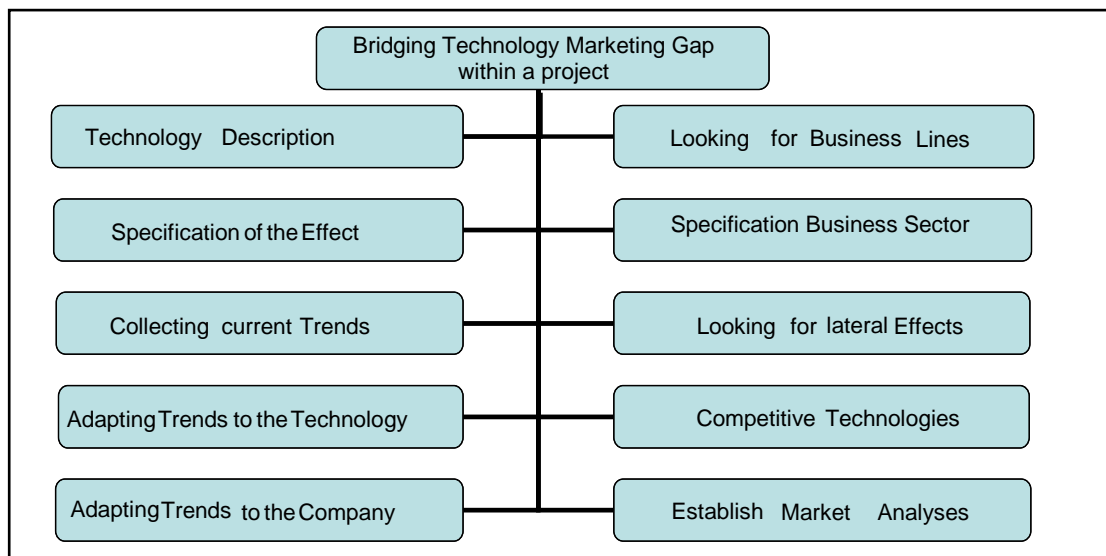 Bridging Technology Marketing Gap
within a project
Technology Description
Looking for Business Lines
Specification of the Effect
Specification Business Sector
Collecting current Trends
Looking for lateral Effects
Adapting Trends to the Technology
Competitive Technologies
Adapting Trends to the Company
Establish Market Analyses